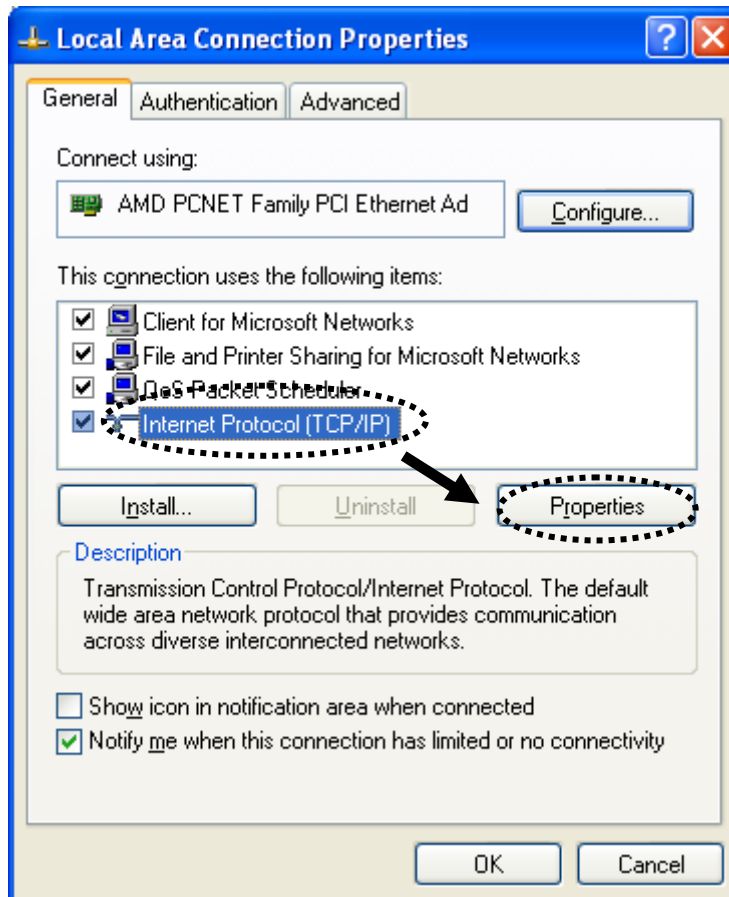 Local Area Connection Properties
General Authentication Advanced
Connect using:
AMD PCNET Family PCI Ethernet Ad
Configure...
This connection uses the following items:
Client for Microsoft Networks
File and Printer Sharing for Microsoft Networks
QoS Packet Scheduler
Internet Protocol (TCP/IP)
Install... Uninstall Properties
Description
Transmission Control Protocol/Internet Protocol. The default
wide area network protocol that provides communication
across diverse interconnected networks.
Show icon in notification area when connected
Notify me when this connection has limited or no connectivity
OK Cancel